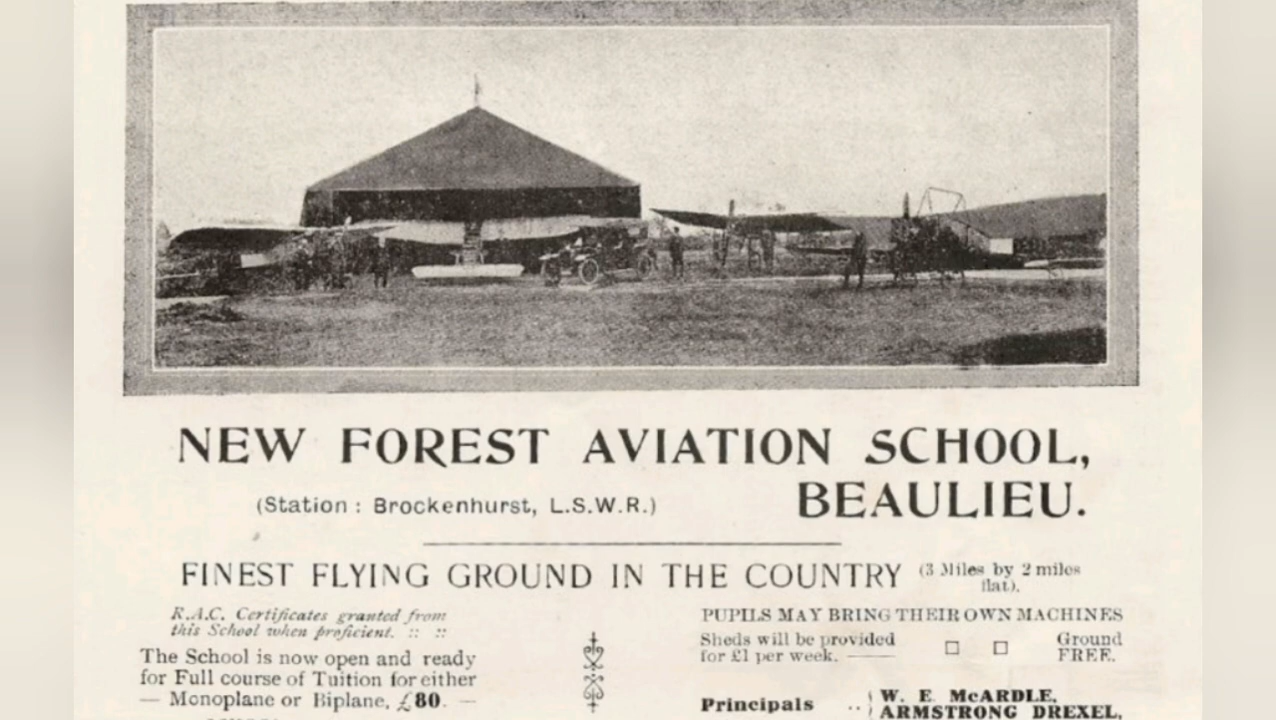 NEW FOREST AVIATION SCHOOL,
BEAULIEU.
(Station : Brockenhurst, L.S.W.R.)
FINEST FLYING GROUND IN THE COUNTRY (3 Miles by 2 miles
flat).
R.A.C. Certificates granted from
this School when proficient. :: ::
The School is now open and ready
for Full course of Tuition for either
— Monoplane or Biplane, £80. —
PUPILS MAY BRING THEIR OWN MACHINES
Sheds will be provided
for £1 per week. ——
□ □ Ground
FREE.
Principals .. { W. E. McARDLE,
ARMSTRONG DREXEL,